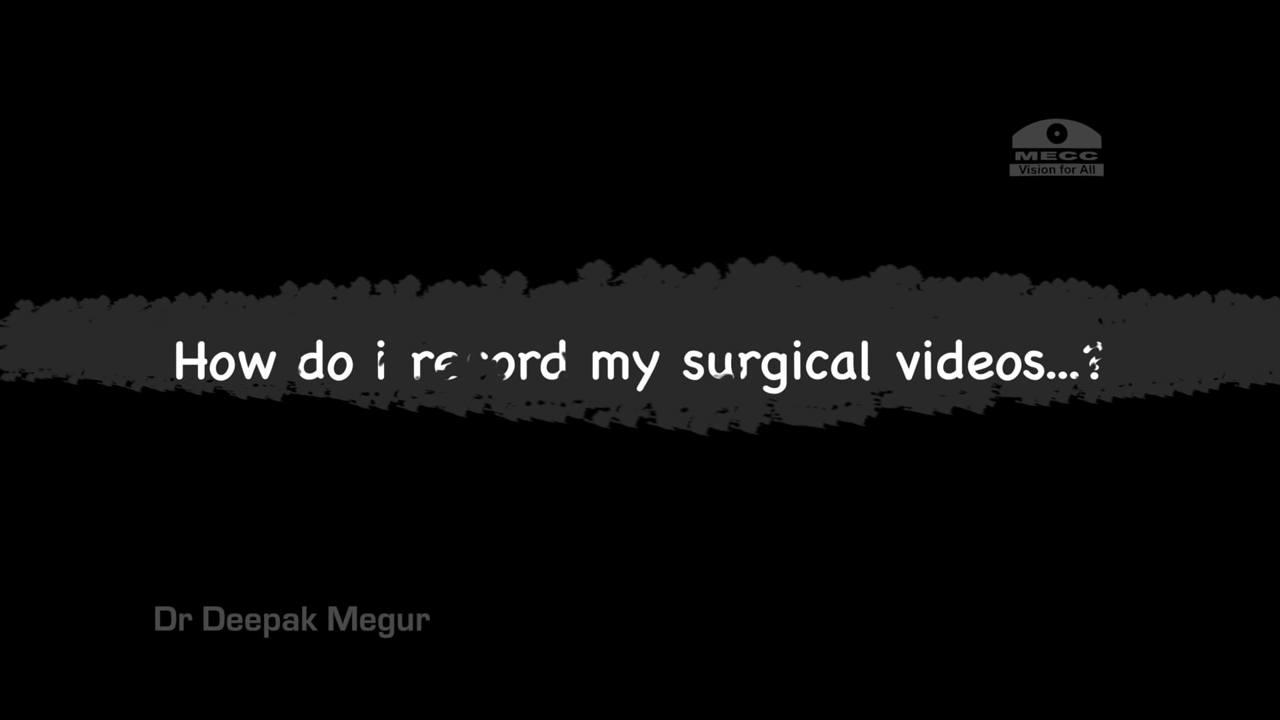 MECC
Vision for All
How do i record my surgical videos...?
Dr Deepak Megur